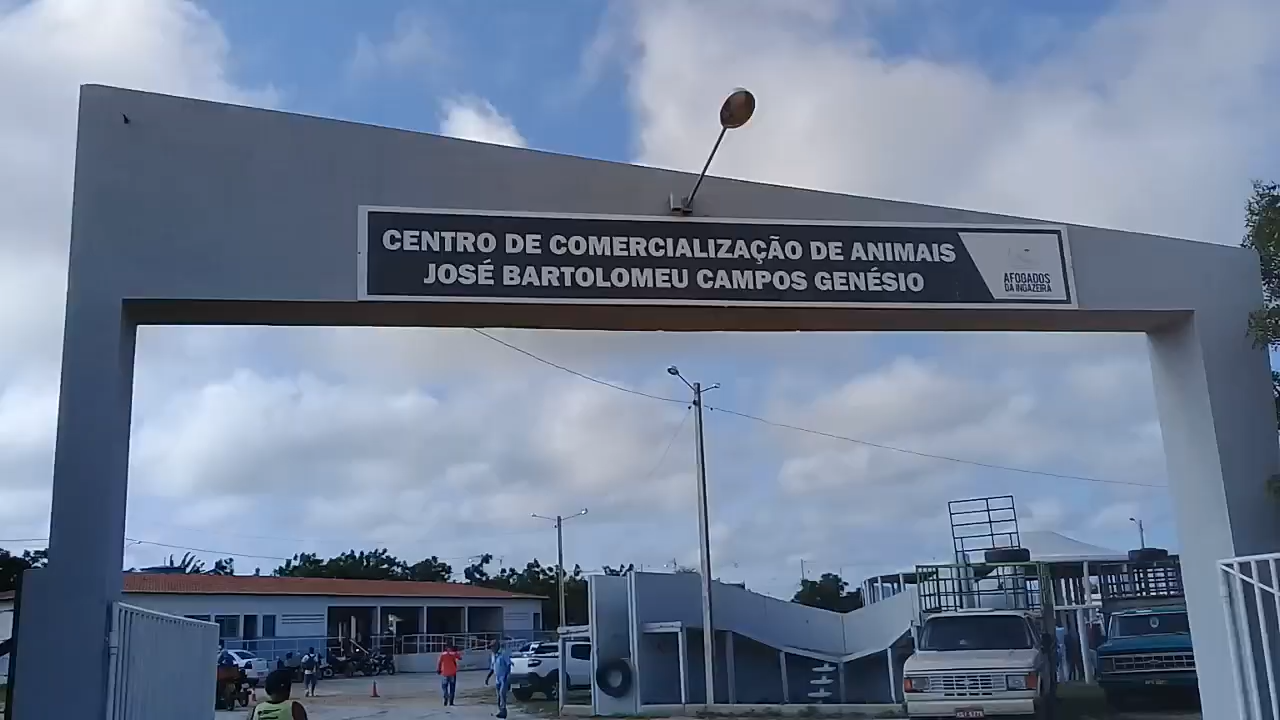 CENTRO DE COMERCIALIZAÇÃO DE ANIMAIS
JOSÉ BARTOLOMEU CAMPOS GENÉSIO
AFOGADOS
DA INGAZEIRA